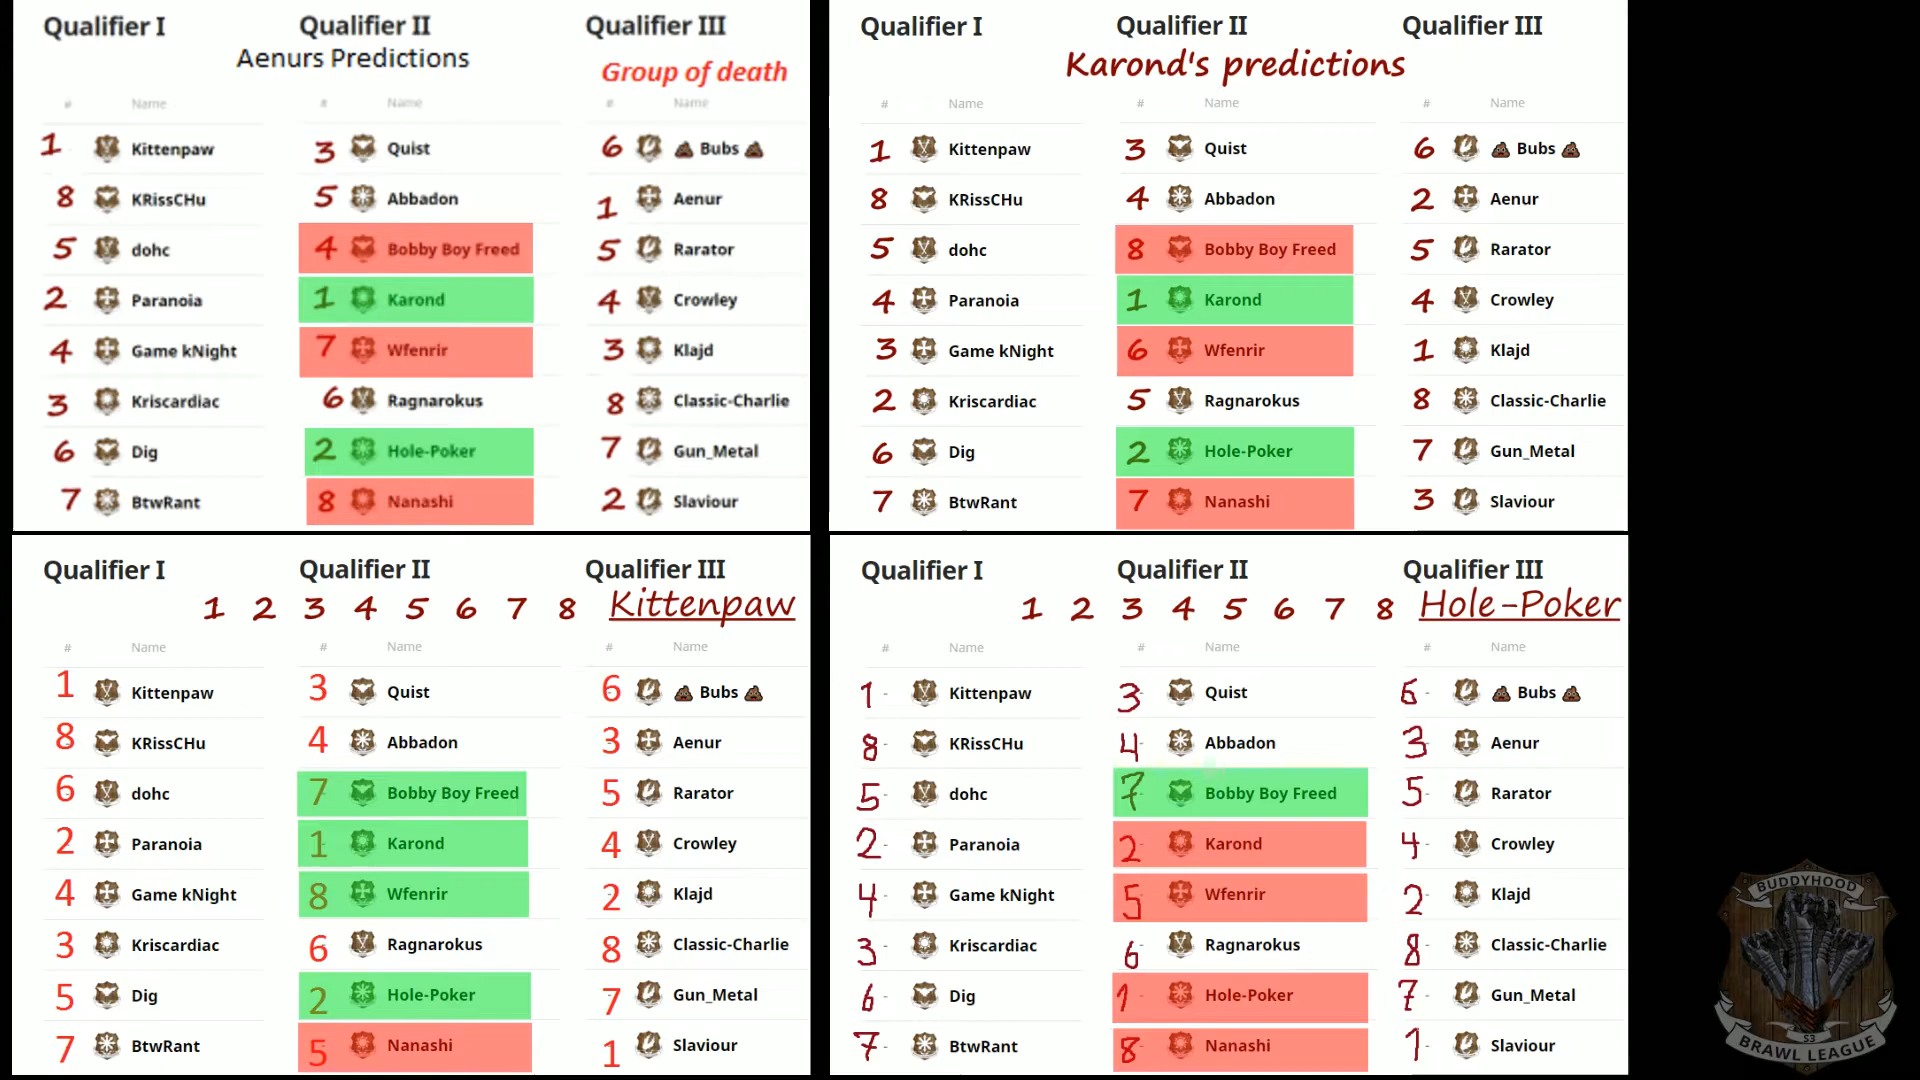 Qualifier I Qualifier II Qualifier III
Aenurs Predictions
Group of death
# Name # Name # Name
1 Kittenpaw 3 Quist 6 💩 Bubs 💩
8 KRissCHu 5 Abbadon 1 Aenur
5 dohc 4 Bobby Boy Freed 5 Rarator
2 Paranoia 1 Karond 4 Crowley
4 Game kNight 7 Wfenrir 3 Klajd
3 Kriscardiac 6 Ragnarokus 8 Classic-Charlie
6 Dig 2 Hole-Poker 7 Gun_Metal
7 BtwRant 8 Nanashi 2 Slaviour
Qualifier I Qualifier II Qualifier III
Karond's predictions
# Name # Name # Name
1 Kittenpaw 3 Quist 6 💩 Bubs 💩
8 KRissCHu 4 Abbadon 2 Aenur
5 dohc 8 Bobby Boy Freed 5 Rarator
4 Paranoia 1 Karond 4 Crowley
3 Game kNight 6 Wfenrir 1 Klajd
2 Kriscardiac 5 Ragnarokus 8 Classic-Charlie
6 Dig 2 Hole-Poker 7 Gun_Metal
7 BtwRant 7 Nanashi 3 Slaviour
Qualifier I Qualifier II Qualifier III
1 2 3 4 5 6 7 8 Kittenpaw
# Name # Name # Name
1 Kittenpaw 3 Quist 6 💩 Bubs 💩
8 KRissCHu 4 Abbadon 3 Aenur
6 dohc 7 Bobby Boy Freed 5 Rarator
2 Paranoia 1 Karond 4 Crowley
4 Game kNight 8 Wfenrir 2 Klajd
3 Kriscardiac 6 Ragnarokus 8 Classic-Charlie
5 Dig 2 Hole-Poker 7 Gun_Metal
7 BtwRant 5 Nanashi 1 Slaviour
Qualifier I Qualifier II Qualifier III
1 2 3 4 5 6 7 8 Hole-Poker
# Name # Name # Name
1 - Kittenpaw 3 - Quist 6 - 💩 Bubs 💩
8 - KRissCHu 4 - Abbadon 3 - Aenur
5 - dohc 7 - Bobby Boy Freed 5 - Rarator
2 - Paranoia 2 - Karond 4 - Crowley
4 - Game kNight 5 - Wfenrir 2 - Klajd
3 - Kriscardiac 6 - Ragnarokus 8 - Classic-Charlie
6 - Dig 1 - Hole-Poker 7 - Gun_Metal
7 - BtwRant 8 - Nanashi 1 - Slaviour
BUDDYHOOD
S3
BRAWL LEAGUE